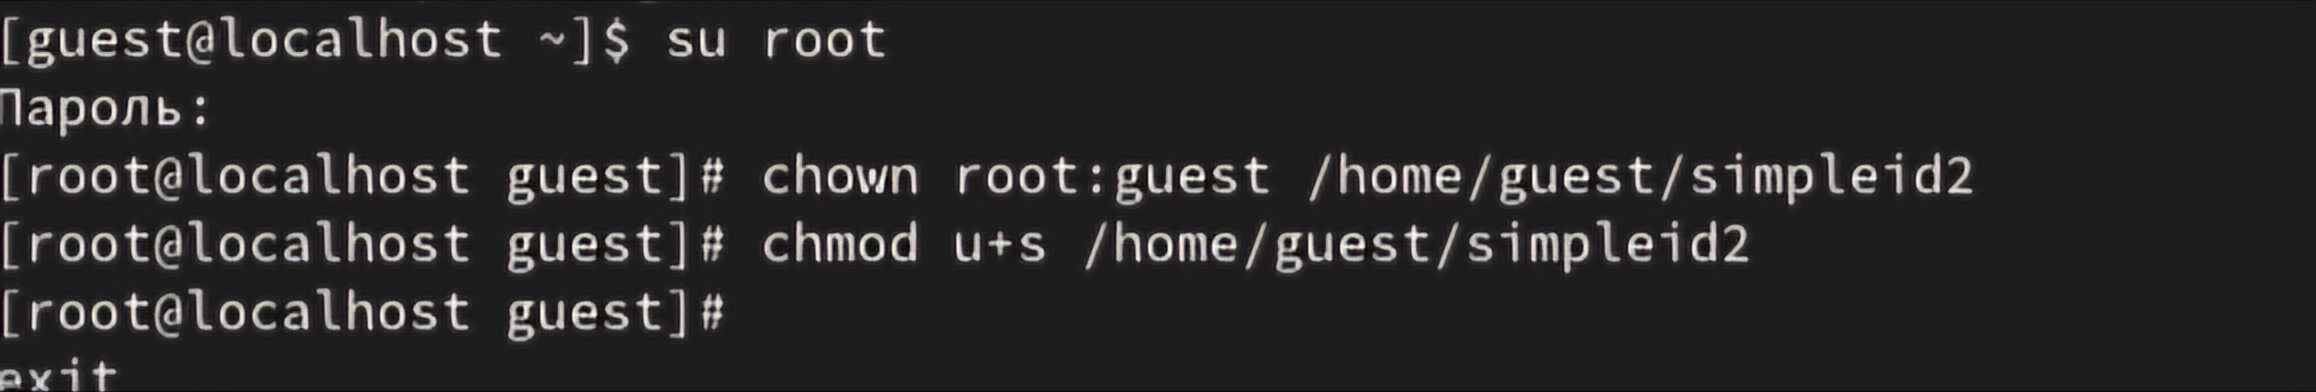 [guest@localhost ~]$ su root
Пароль:
[root@localhost guest]# chown root:guest /home/guest/simpleid2
[root@localhost guest]# chmod u+s /home/guest/simpleid2
[root@localhost guest]#
exit